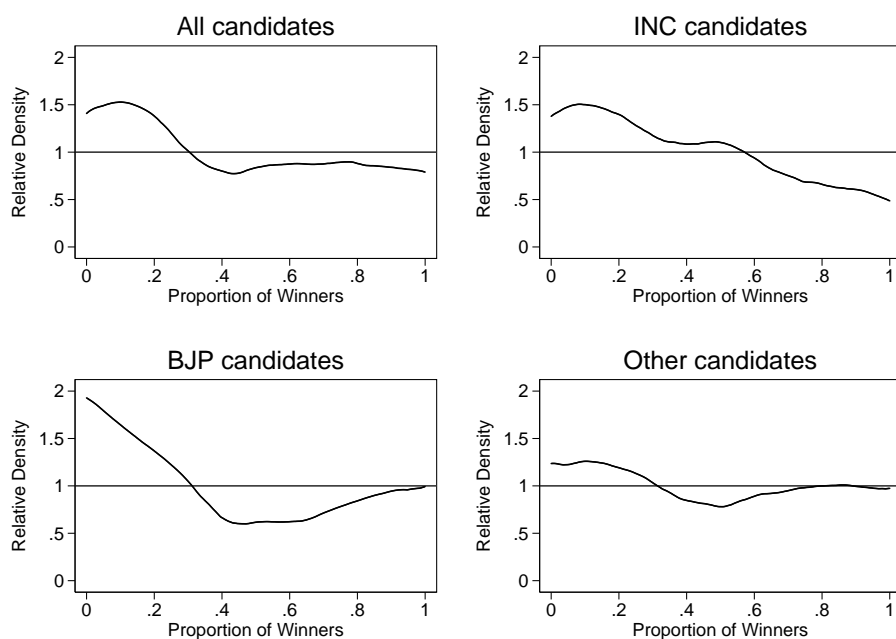 All candidates
Relative Density
2
1.5
1
.5
0
0 .2 .4 .6 .8 1
Proportion of Winners
INC candidates
Relative Density
2
1.5
1
.5
0
0 .2 .4 .6 .8 1
Proportion of Winners
BJP candidates
Relative Density
2
1.5
1
.5
0
0 .2 .4 .6 .8 1
Proportion of Winners
Other candidates
Relative Density
2
1.5
1
.5
0
0 .2 .4 .6 .8 1
Proportion of Winners